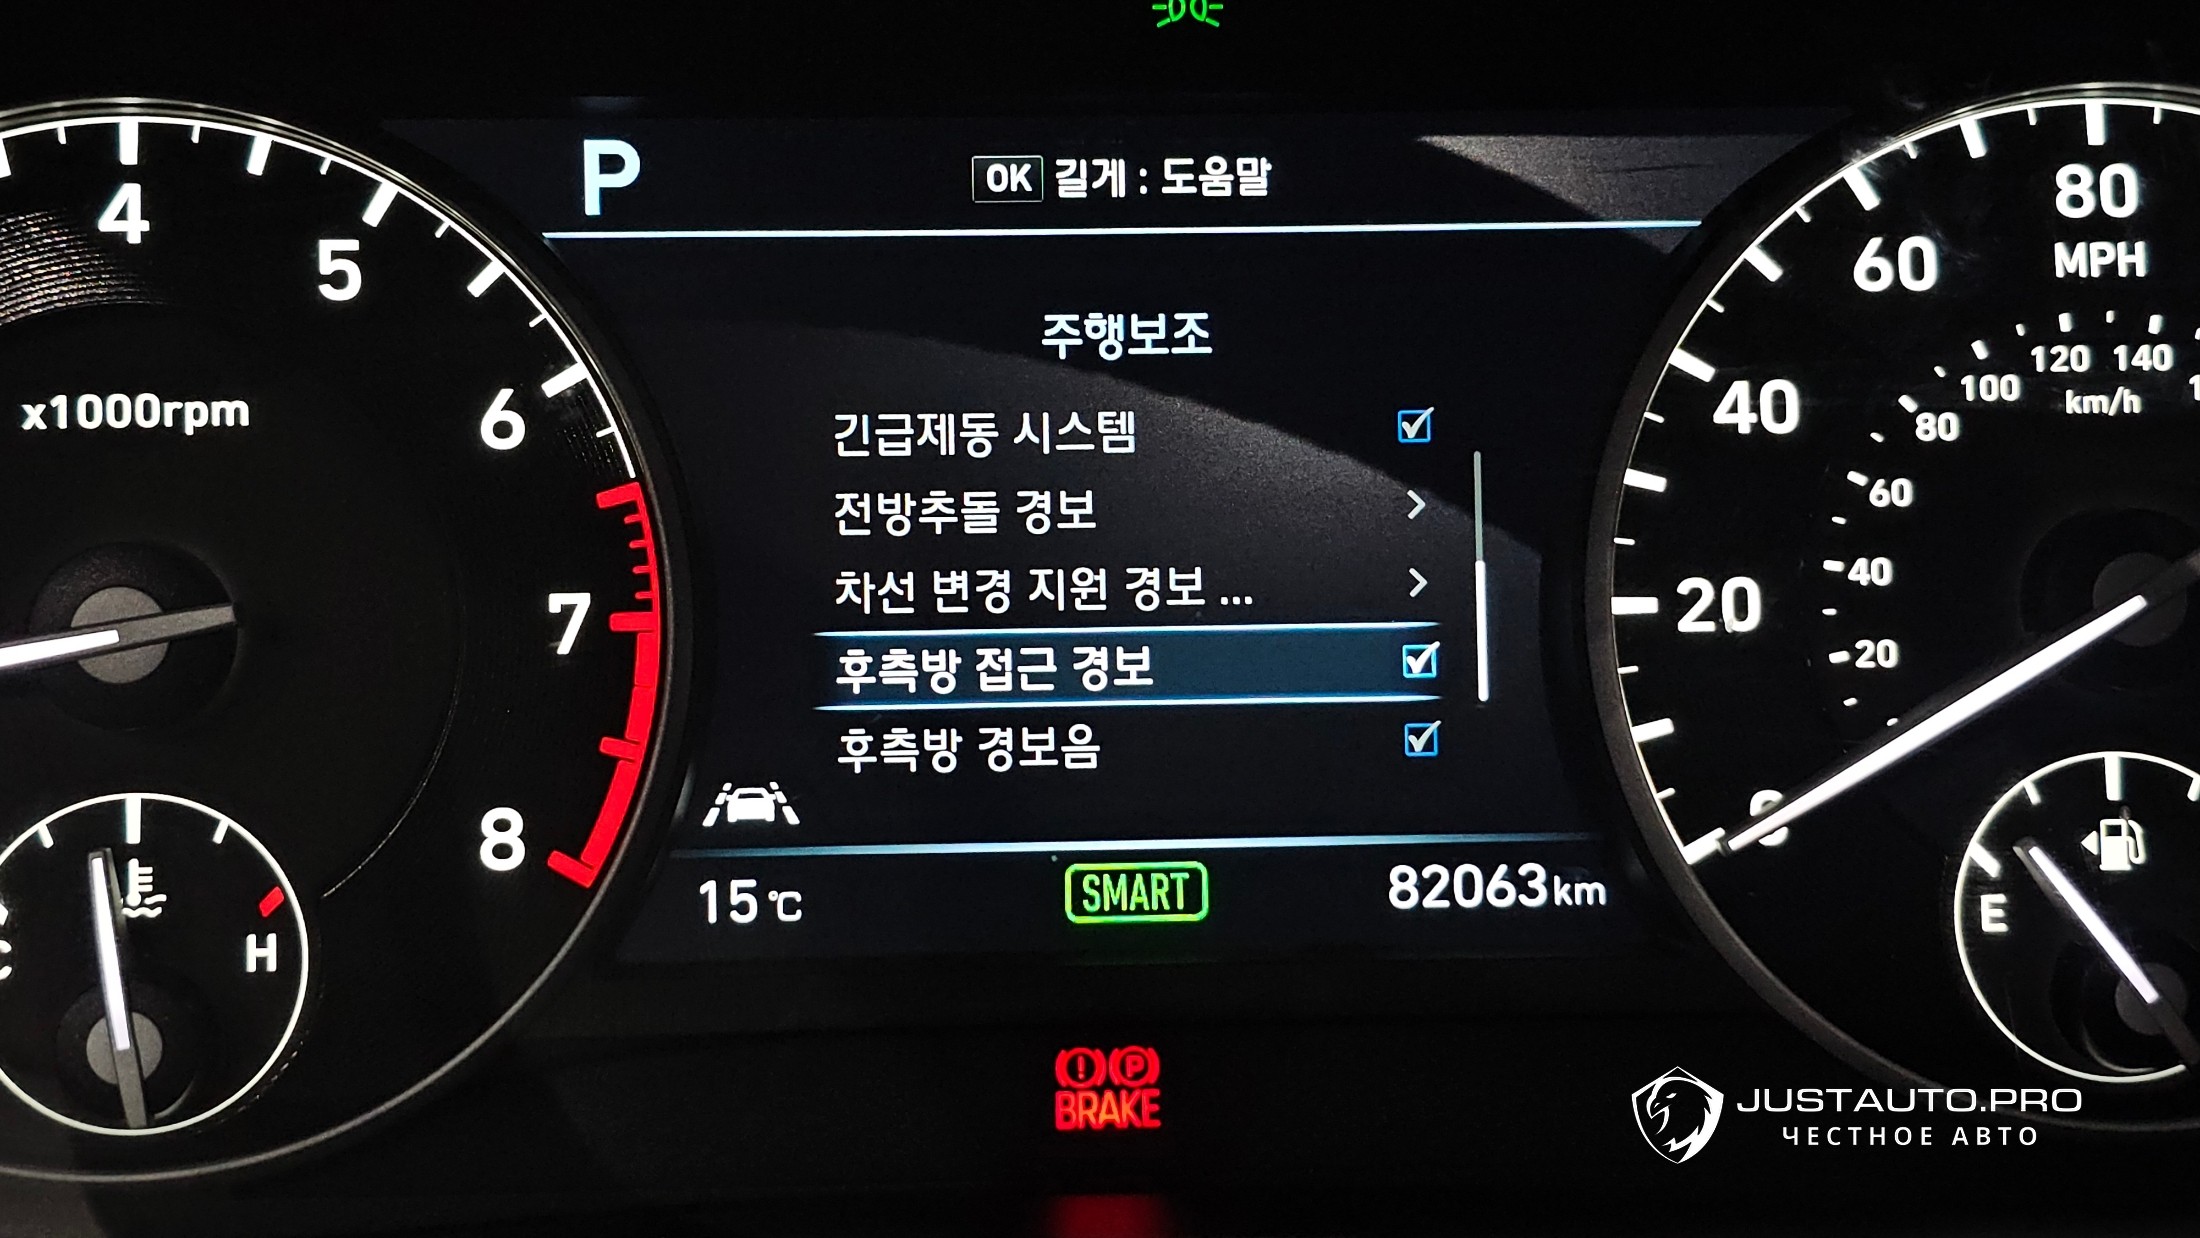 P
OK 길게 : 도움말
주행보조
긴급제동 시스템
전방추돌 경보
>
차선 변경 지원 경보 ...
>
후측방 접근 경보
후측방 경보음
15 ℃
SMART
82063 km
BRAKE
4
5
6
7
8
x1000rpm
H
80
MPH
60
40
20
0
140
120
100
80
60
40
20
km/h
E
JUSTAUTO.PRO
ЧЕСТНОЕ АВТО